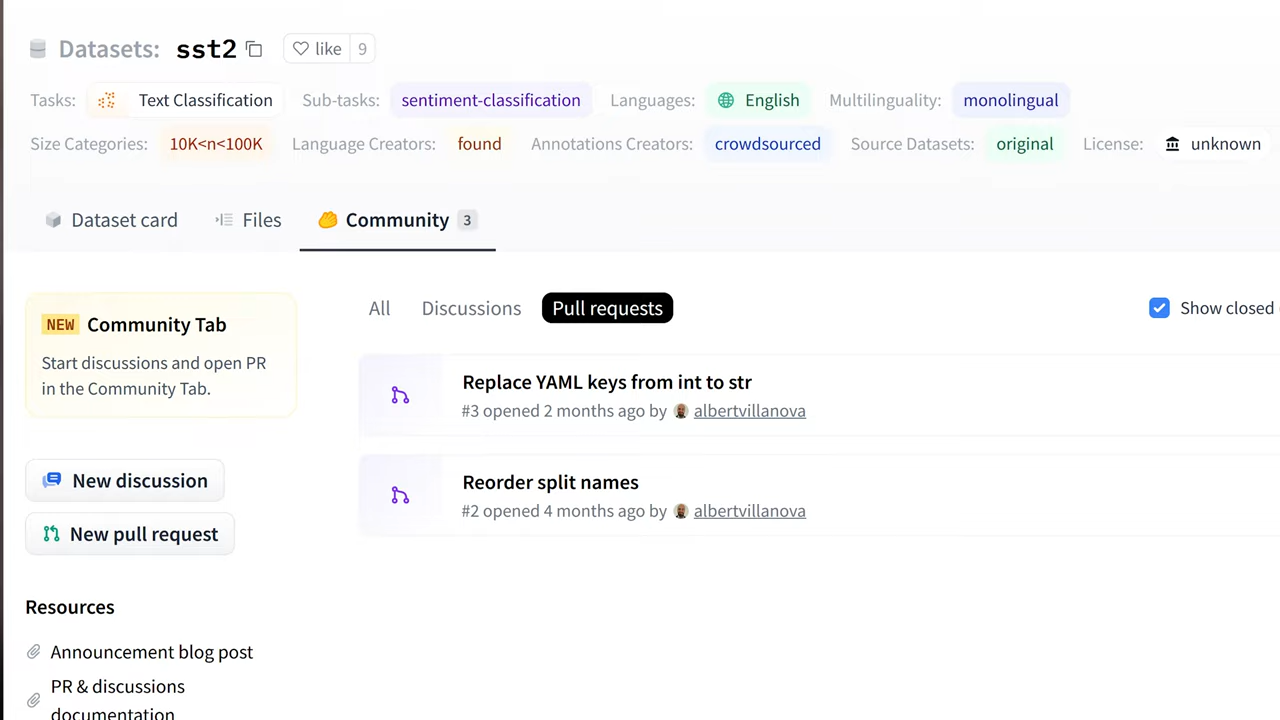 Datasets: sst2 like 9
Tasks: Text Classification Sub-tasks: sentiment-classification Languages: English Multilinguality: monolingual
Size Categories: 10K<n<100K Language Creators: found Annotations Creators: crowdsourced Source Datasets: original License: unknown
Dataset card Files Community 3
NEW Community Tab
Start discussions and open PR
in the Community Tab.
New discussion
New pull request
Resources
Announcement blog post
PR & discussions
documentation
All Discussions Pull requests Show closed
Replace YAML keys from int to str
#3 opened 2 months ago by albertvillanova
Reorder split names
#2 opened 4 months ago by albertvillanova